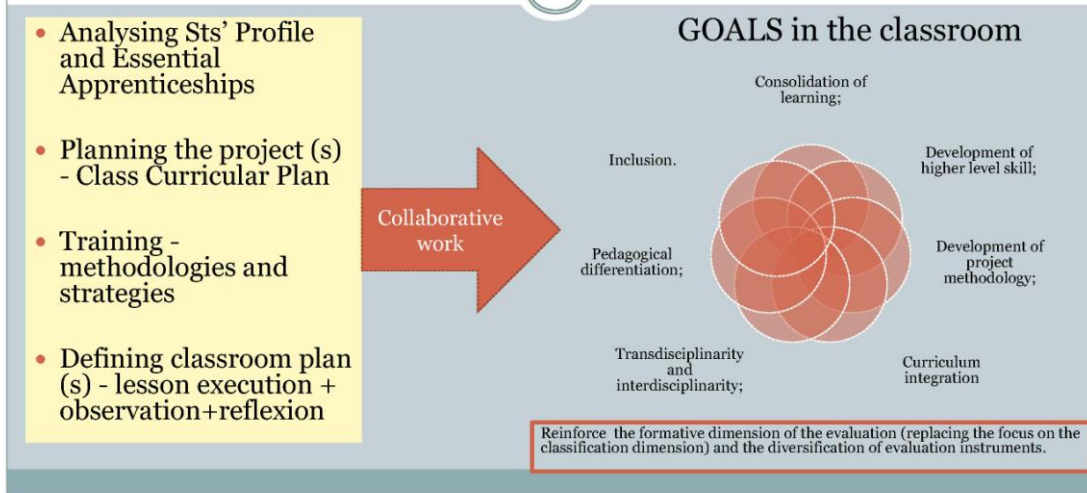 • Analysing Sts' Profile
and Essential
Apprenticeships
• Planning the project (s)
- Class Curricular Plan
• Training -
methodologies and
strategies
• Defining classroom plan
(s) - lesson execution +
observation+reflexion
Collaborative
work
GOALS in the classroom
Consolidation of
learning;
Development of
higher level skill;
Development of
project
methodology;
Curriculum
integration
Transdisciplinarity
and
interdisciplinarity;
Pedagogical
differentiation;
Inclusion.
Reinforce the formative dimension of the evaluation (replacing the focus on the
classification dimension) and the diversification of evaluation instruments.